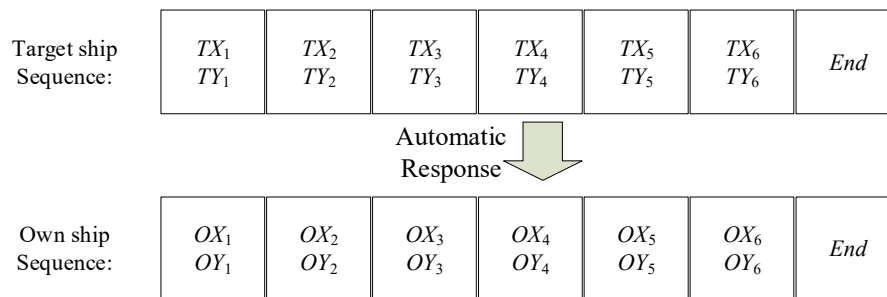 Target ship
Sequence:
TX₁ TX₂ TX₃ TX₄ TX₅ TX₆ End
TY₁ TY₂ TY₃ TY₄ TY₅ TY₆
Automatic
Response
Own ship
Sequence:
OX₁ OX₂ OX₃ OX₄ OX₅ OX₆ End
OY₁ OY₂ OY₃ OY₄ OY₅ OY₆